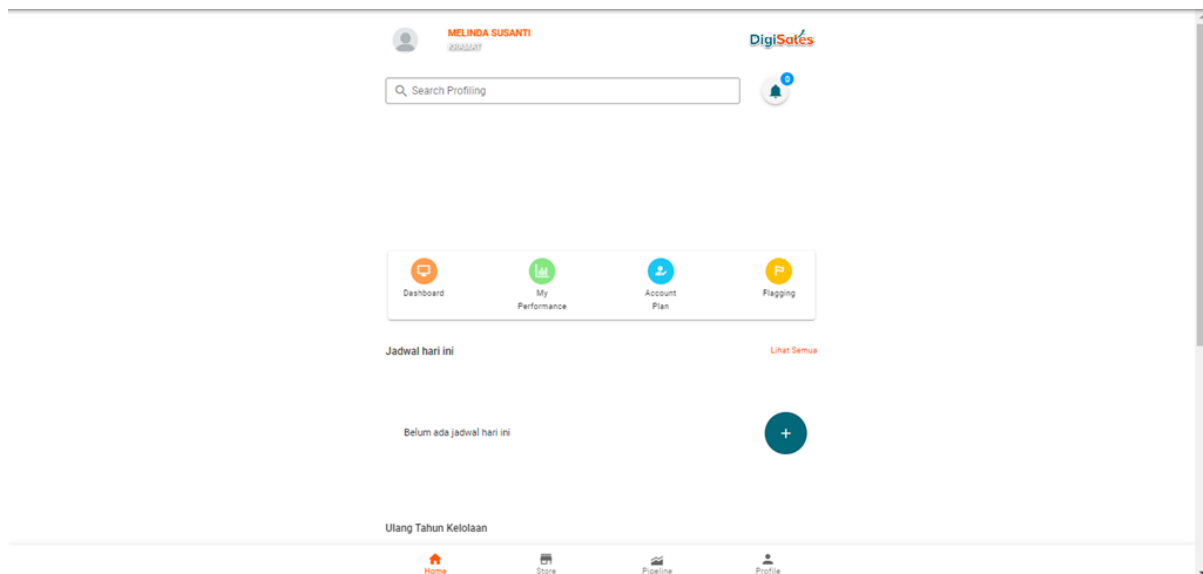 MELINDA SUSANTI
KRAMAT
DigiSales
Search Profiling
0
Dashboard
My
Performance
Account
Plan
Flagging
Jadwal hari ini
Lihat Semua
Belum ada jadwal hari ini
+
Ulang Tahun Kelolaan
Home
Store
Pipeline
Profile